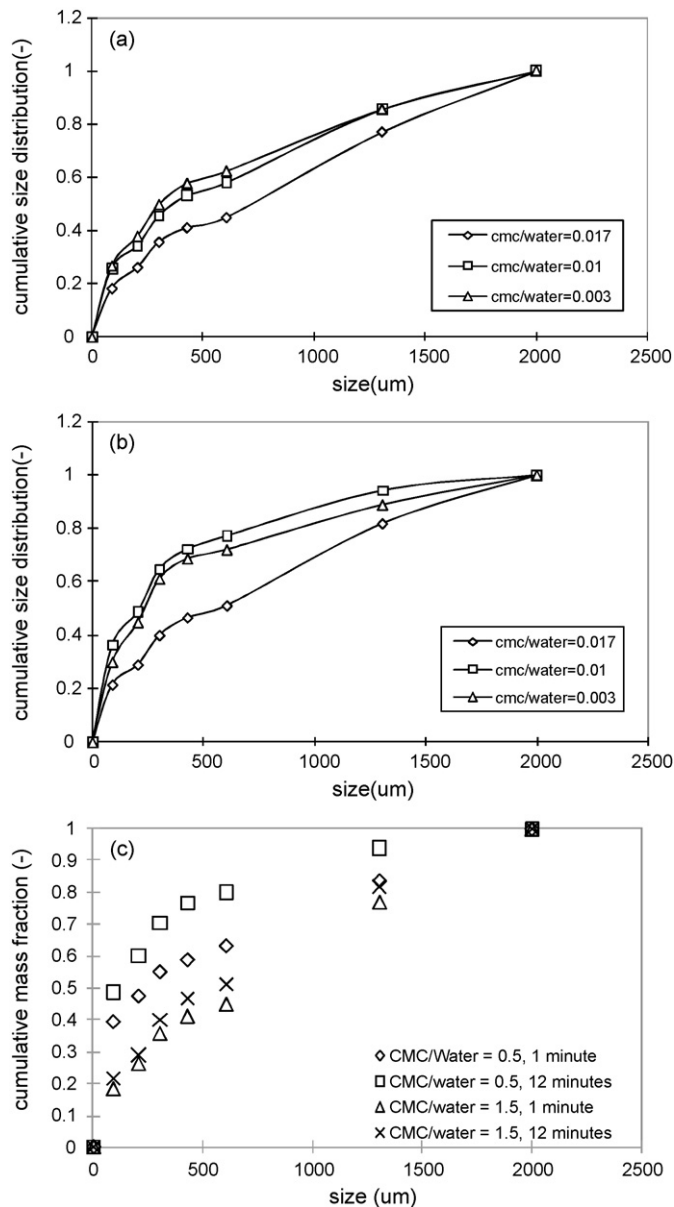 (a)
cumulative size distribution(-)
1.2
1
0.8
0.6
0.4
0.2
0
0
500
1000
1500
2000
2500
size(um)
cmc/water=0.017
cmc/water=0.01
cmc/water=0.003
(b)
cumulative size distribution(-)
1.2
1
0.8
0.6
0.4
0.2
0
0
500
1000
1500
2000
2500
size(um)
cmc/water=0.017
cmc/water=0.01
cmc/water=0.003
(c)
cumulative mass fraction (-)
1
0.9
0.8
0.7
0.6
0.5
0.4
0.3
0.2
0.1
0
0
500
1000
1500
2000
2500
size (um)
CMC/Water = 0.5, 1 minute
CMC/water = 0.5, 12 minutes
CMC/water = 1.5, 1 minute
CMC/water = 1.5, 12 minutes